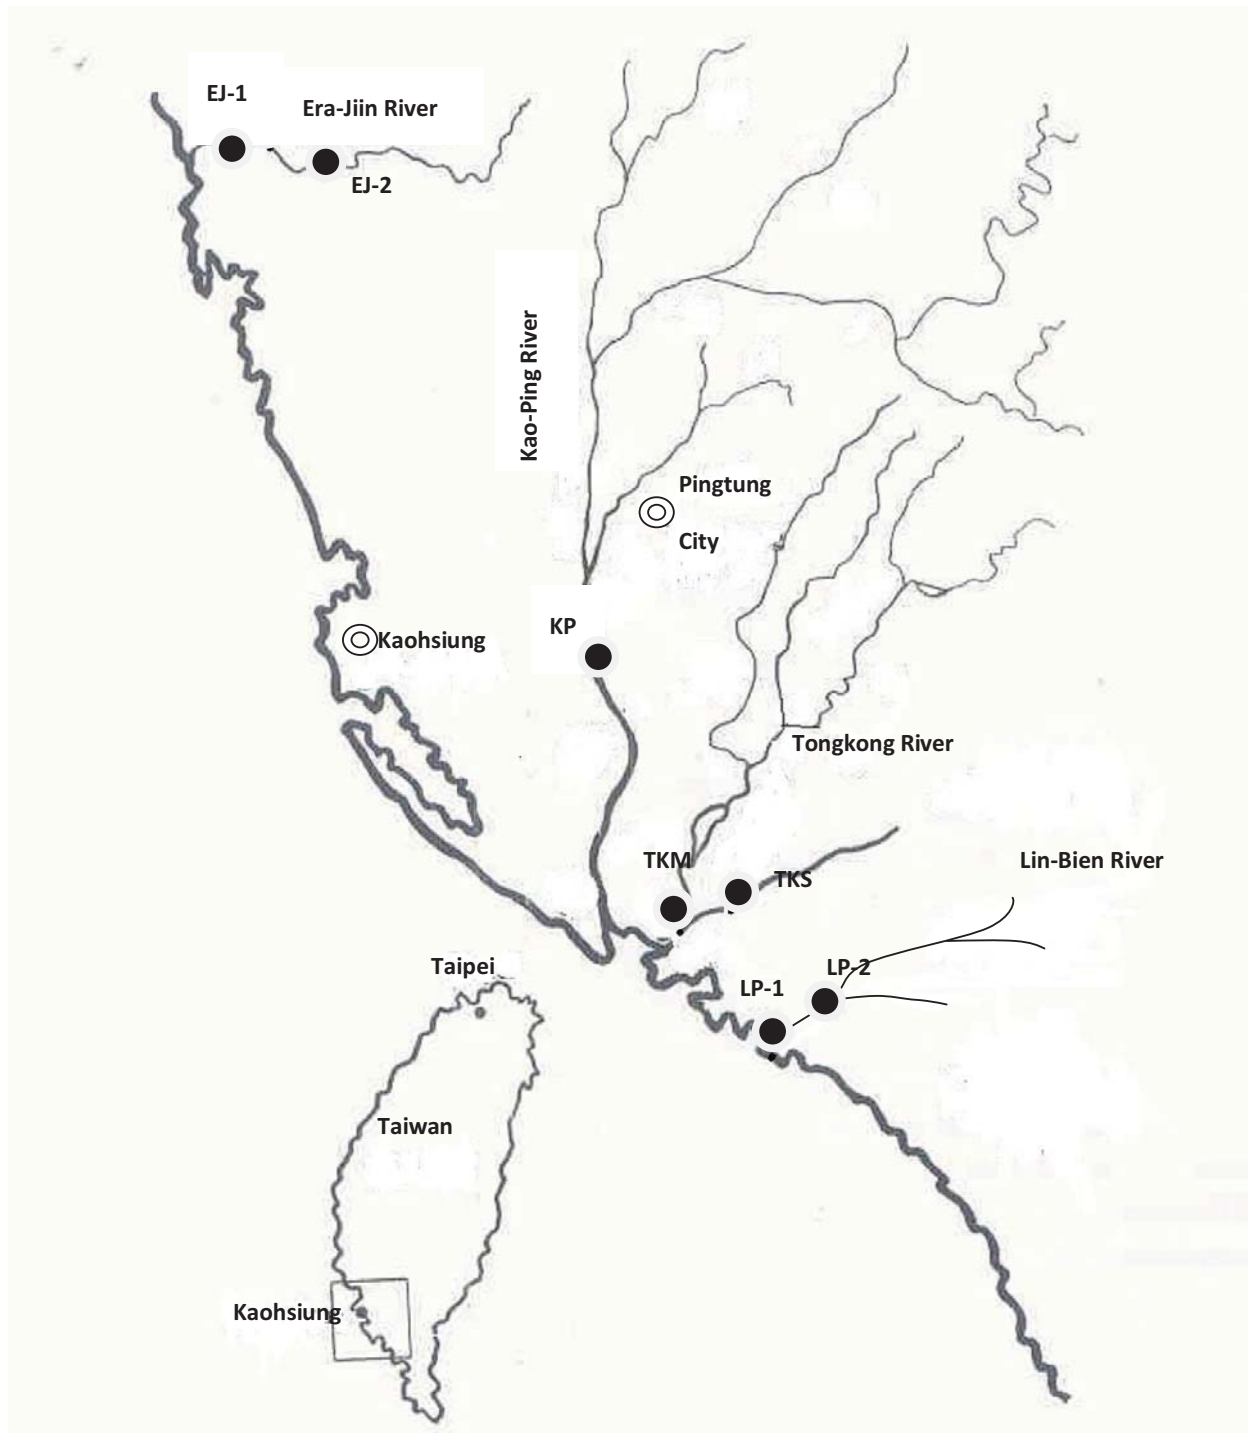 EJ-1
Era-Jiin River
EJ-2
Kao-Ping River
Pingtung
City
KP
Kaohsiung
Tongkong River
TKM
TKS
Lin-Bien River
Taipei
LP-2
LP-1
Taiwan
Kaohsiung